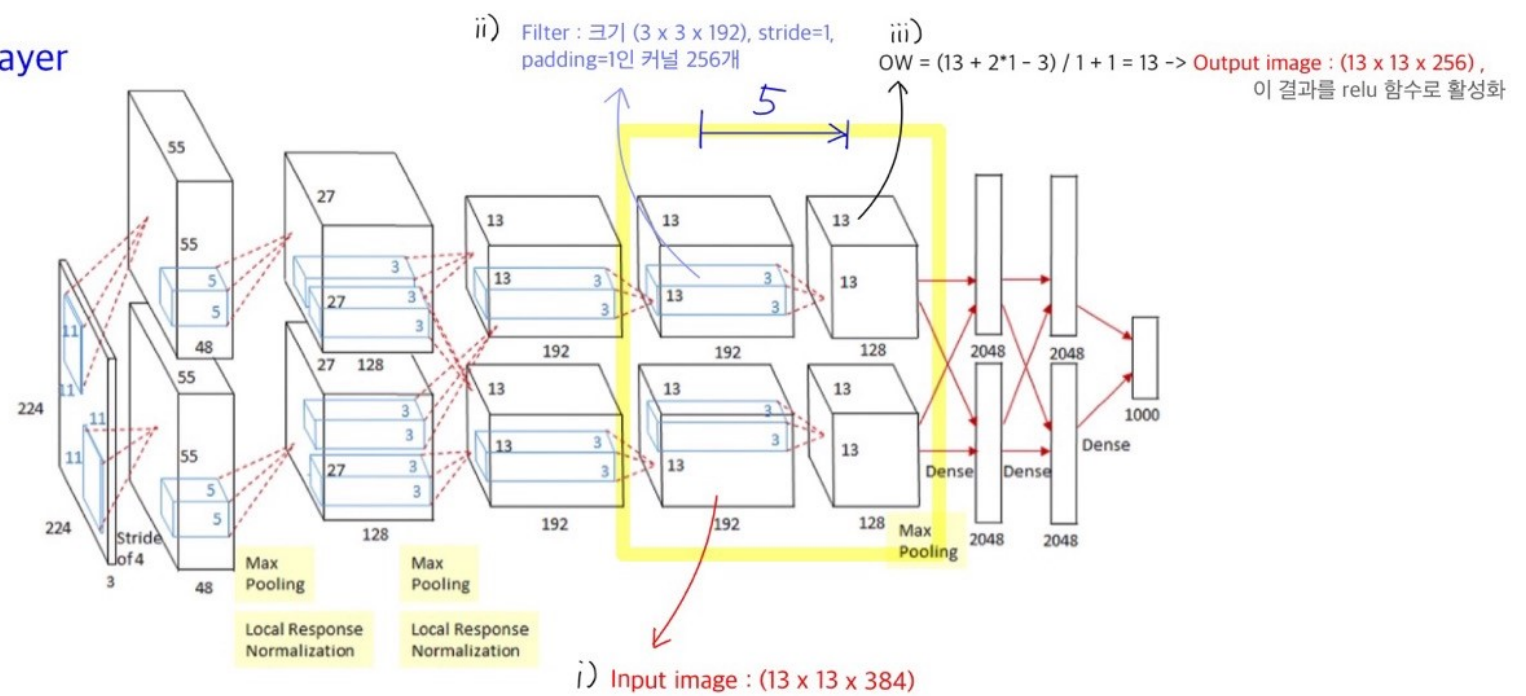 ayer
ii) Filter : 크기 (3 x 3 x 192), stride=1,
padding=1인 커널 256개
iii)
OW = (13 + 2*1 - 3) / 1 + 1 = 13 -> Output image : (13 x 13 x 256) ,
이 결과를 relu 함수로 활성화
5
55
55
5
5
48
27
3
27
3
3
128
13
13
3
3
192
13
13
3
3
192
13
13
128
2048
2048
11
11
11
11
224
224
3
Stride
of 4
55
55
5
5
48
27
3
3
27
3
3
128
13
13
3
3
192
13
3
3
13
192
13
13
128
Dense
Dense
Dense
2048
2048
1000
Max
Pooling
Max
Pooling
Max
Pooling
Local Response
Normalization
Local Response
Normalization
i) Input image : (13 x 13 x 384)